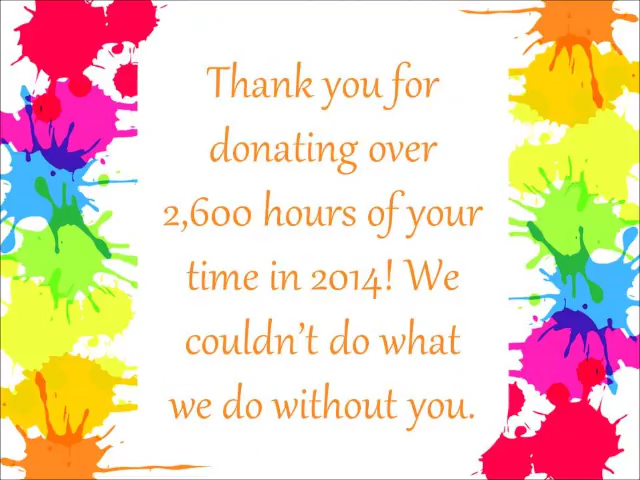 Thank you for
donating over
2,600 hours of your
time in 2014! We
couldn't do what
we do without you.